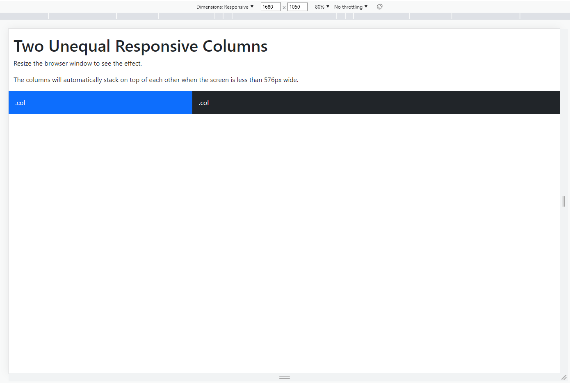 Dimensions: Responsive ▼ 1680 x 1050 80% ▼ No throttling ▼
Two Unequal Responsive Columns
Resize the browser window to see the effect.
The columns will automatically stack on top of each other when the screen is less than 576px wide.
.col .col